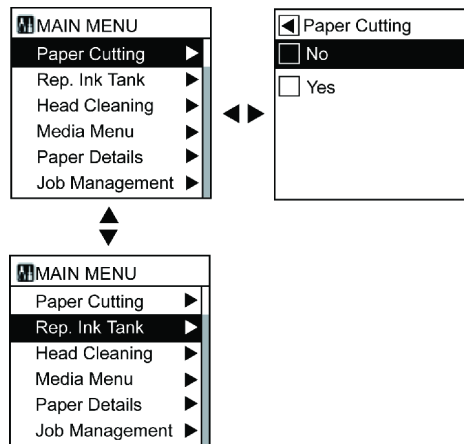 MAIN MENU
Paper Cutting
Rep. Ink Tank
Head Cleaning
Media Menu
Paper Details
Job Management
Paper Cutting
No
Yes
MAIN MENU
Paper Cutting
Rep. Ink Tank
Head Cleaning
Media Menu
Paper Details
Job Management